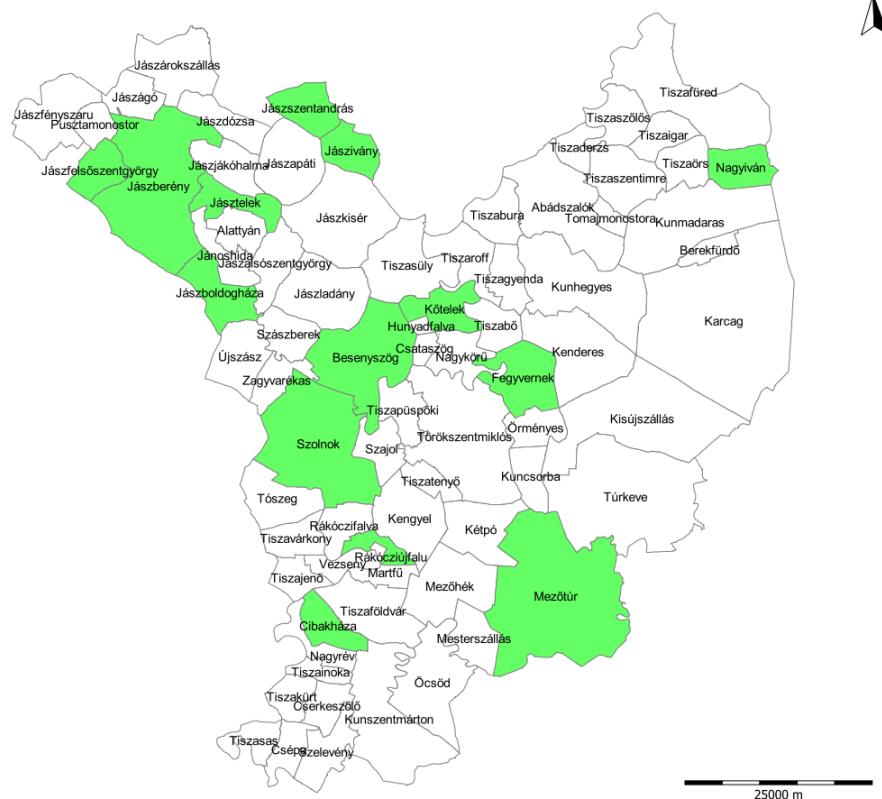 Jászárokszállás
Jászágó
Jászfényszaru
Pusztamonostor
Jászdózsa
Jászszentandrás
Jászivány
Jászjákóhalma
Jászapáti
Jászfelsőszentgyörgy
Jászberény
Jásztelek
Alattyán
Jászkisér
Jánoshida
Jászalsószentgyörgy
Jászboldogháza
Jászladány
Tiszafüred
Tiszaszőlős
Tiszaigar
Tiszaderzs
Tiszaörs
Nagyiván
Tiszaszentimre
Abádszalók
Tiszabura
Tomajmonostora
Kunmadaras
Berekfürdő
Tiszasüly
Tiszaroff
Tiszagyenda
Kunhegyes
Karcag
Kőtelek
Hunyadfalva
Tiszabő
Szászberek
Újszász
Besenyszög
Csataszög
Nagykörű
Kenderes
Zagyvarékas
Fegyvernek
Tiszapüspöki
Törökszentmiklós
Örményes
Kisújszállás
Szolnok
Szajol
Tiszatenyő
Kuncsorba
Túrkeve
Tószeg
Rákóczifalva
Kengyel
Kétpó
Tiszavárkony
Vezseny
Rákócziújfalu
Martfű
Tiszajenő
Mezőhék
Mezőtúr
Cibakháza
Tiszaföldvár
Mesterszállás
Nagyrév
Tiszainoka
Öcsöd
Tiszakürt
Cserkeszőlő
Kunszentmárton
Tiszasas
Csépa
Szelevény
25000 m